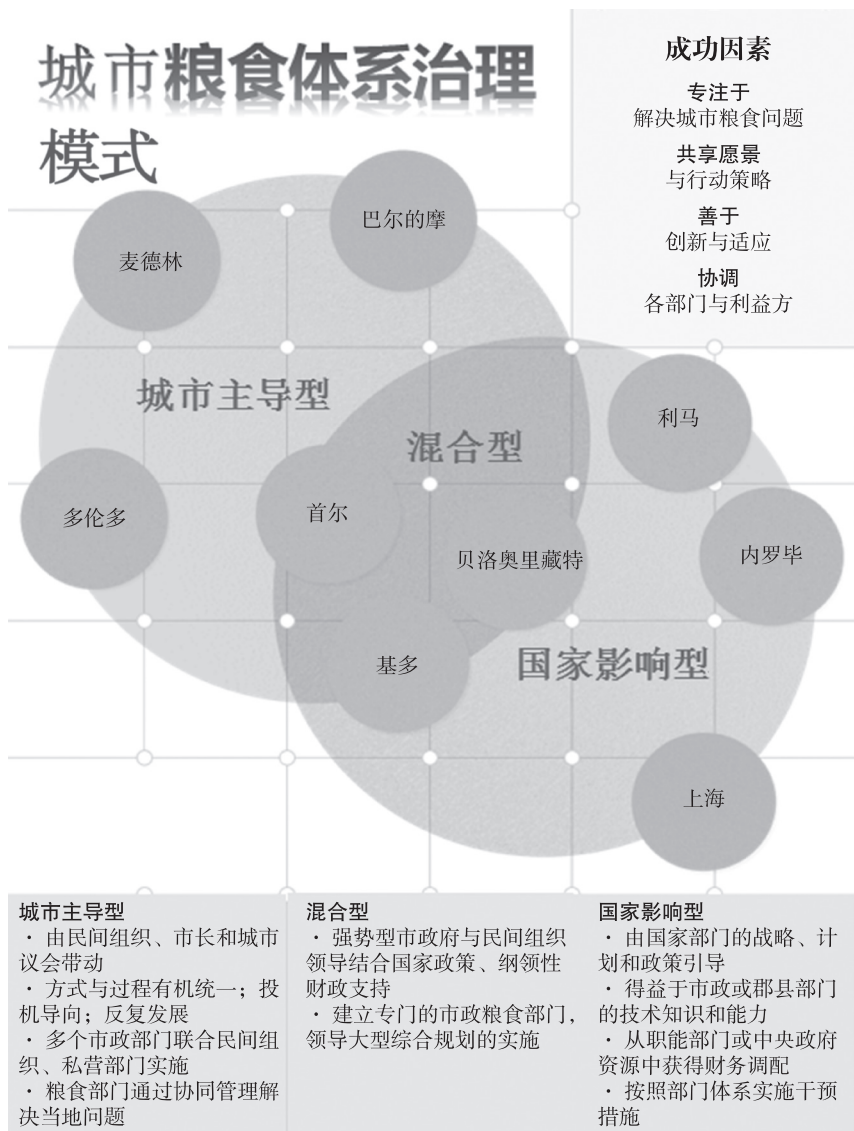 城市粮食体系治理
模式
成功因素
专注于
解决城市粮食问题
共享愿景
与行动策略
善于
创新与适应
协调
各部门与利益方
巴尔的摩
麦德林
城市主导型
混合型
利马
多伦多
首尔
贝洛奥里藏特
内罗毕
基多
国家影响型
上海
城市主导型
· 由民间组织、市长和城市
议会带动
· 方式与过程有机统一；投
机导向；反复发展
· 多个市政部门联合民间组
织、私营部门实施
· 粮食部门通过协同管理解
决当地问题
混合型
· 强势型市政府与民间组织
领导结合国家政策、纲领性
财政支持
· 建立专门的市政粮食部门，
领导大型综合规划的实施
国家影响型
· 由国家部门的战略、计
划和政策引导
· 得益于市政或郡县部门
的技术知识和能力
· 从职能部门或中央政府
资源中获得财务调配
· 按照部门体系实施干预
措施